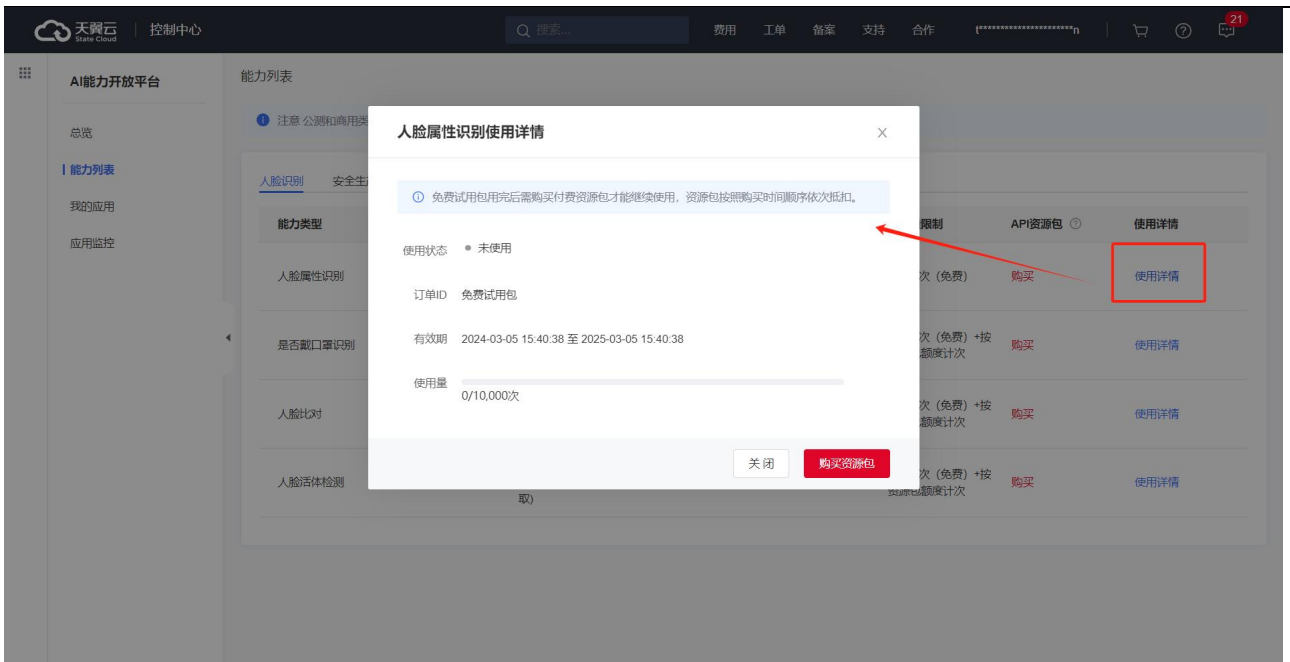 天翼云
State Cloud
控制中心
搜索...
费用
工单
备案
支持
合作
t**********************n
21
AI能力开放平台
总览
能力列表
我的应用
应用监控
能力列表
注意 公测和商用类
人脸识别
安全生
能力类型
限制
API资源包
使用详情
人脸属性识别
次（免费）
购买
使用详情
是否戴口罩识别
次（免费）+按
额度计次
购买
使用详情
人脸比对
次（免费）+按
额度计次
购买
使用详情
人脸活体检测
取)
次（免费）+按
资源包额度计次
购买
使用详情
人脸属性识别使用详情
免费试用包用完后需购买付费资源包才能继续使用，资源包按照购买时间顺序依次抵扣。
使用状态 未使用
订单ID 免费试用包
有效期 2024-03-05 15:40:38 至 2025-03-05 15:40:38
使用量
0/10,000次
关闭
购买资源包